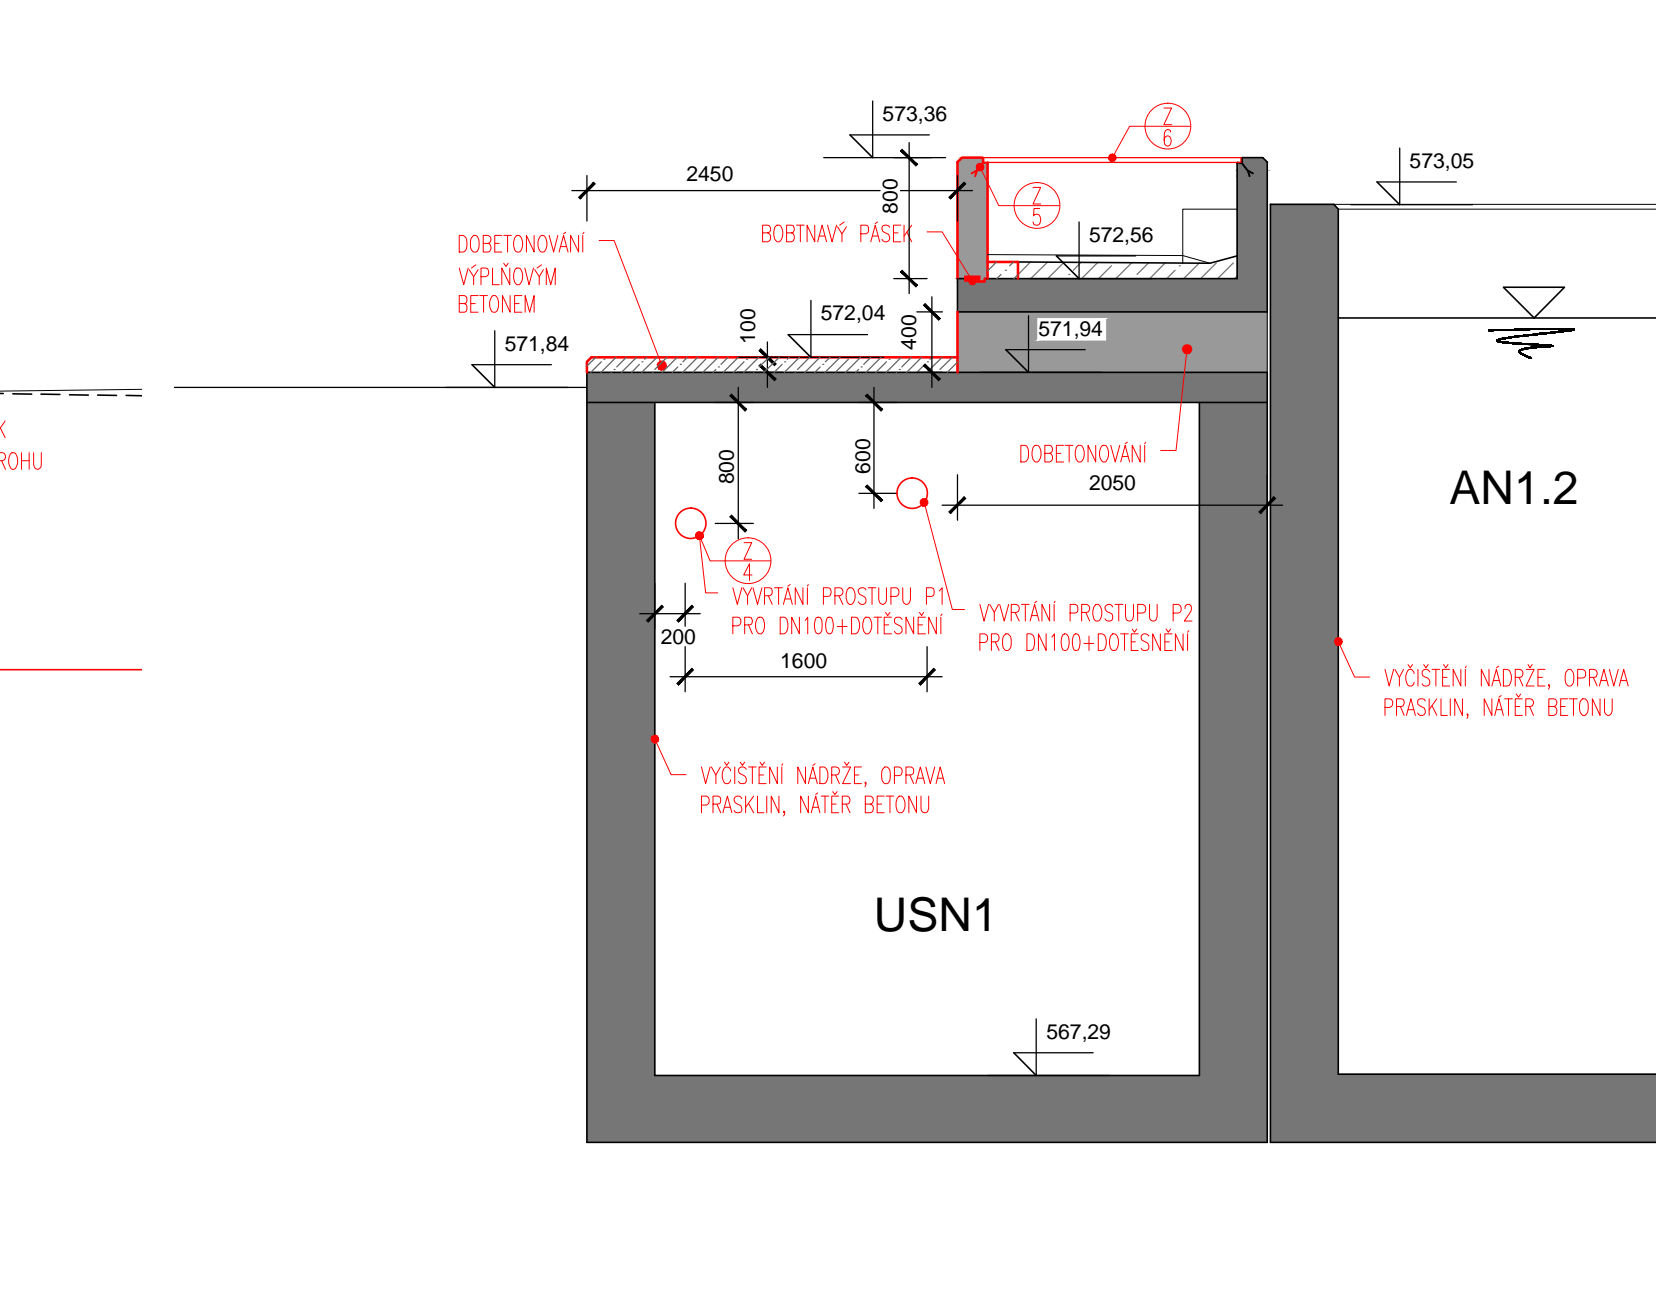 573,36
Z
6
573,05
2450
800
Z
5
572,56
BOBTNAVÝ PÁSEK
DOBETONOVÁNÍ
VÝPLŇOVÝM
BETONEM
572,04
100
400
571,94
571,84
K
ROHU
800
600
DOBETONOVÁNÍ
2050
AN1.2
Z
4
VYVRTÁNÍ PROSTUPU P1
PRO DN100+DOTĚSNĚNÍ
VYVRTÁNÍ PROSTUPU P2
PRO DN100+DOTĚSNĚNÍ
200
1600
VYČIŠTĚNÍ NÁDRŽE, OPRAVA
PRASKLIN, NÁTĚR BETONU
VYČIŠTĚNÍ NÁDRŽE, OPRAVA
PRASKLIN, NÁTĚR BETONU
USN1
567,29